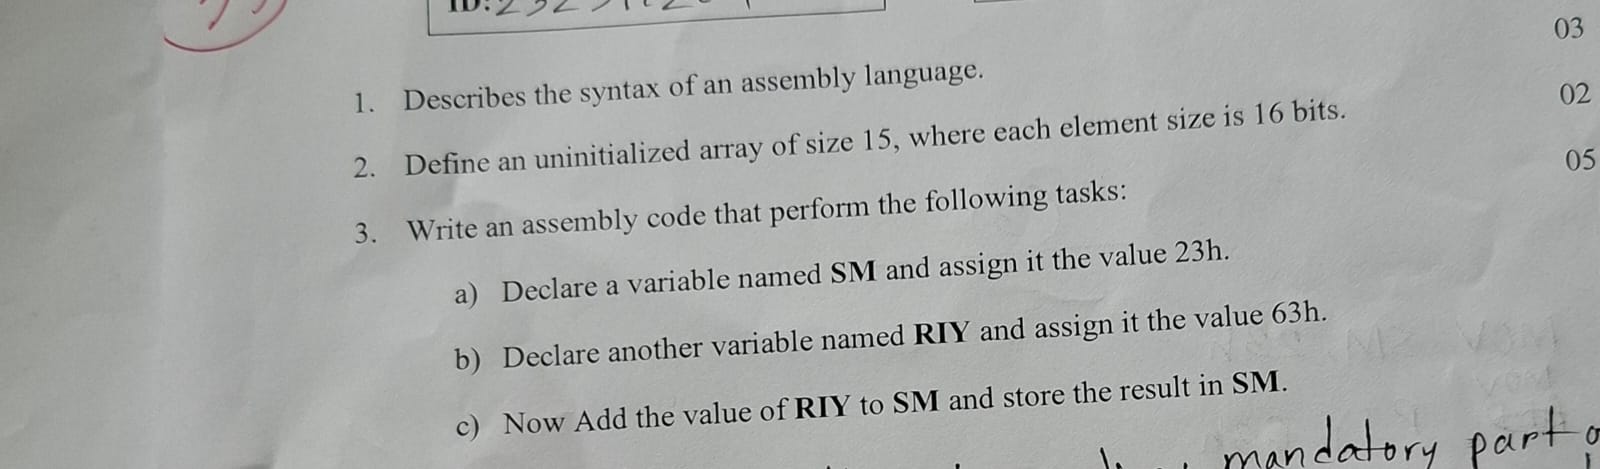 ID:
03
1. Describes the syntax of an assembly language.
02
2. Define an uninitialized array of size 15, where each element size is 16 bits.
05
3. Write an assembly code that perform the following tasks:
a) Declare a variable named SM and assign it the value 23h.
b) Declare another variable named RIY and assign it the value 63h.
c) Now Add the value of RIY to SM and store the result in SM.
mandatory part